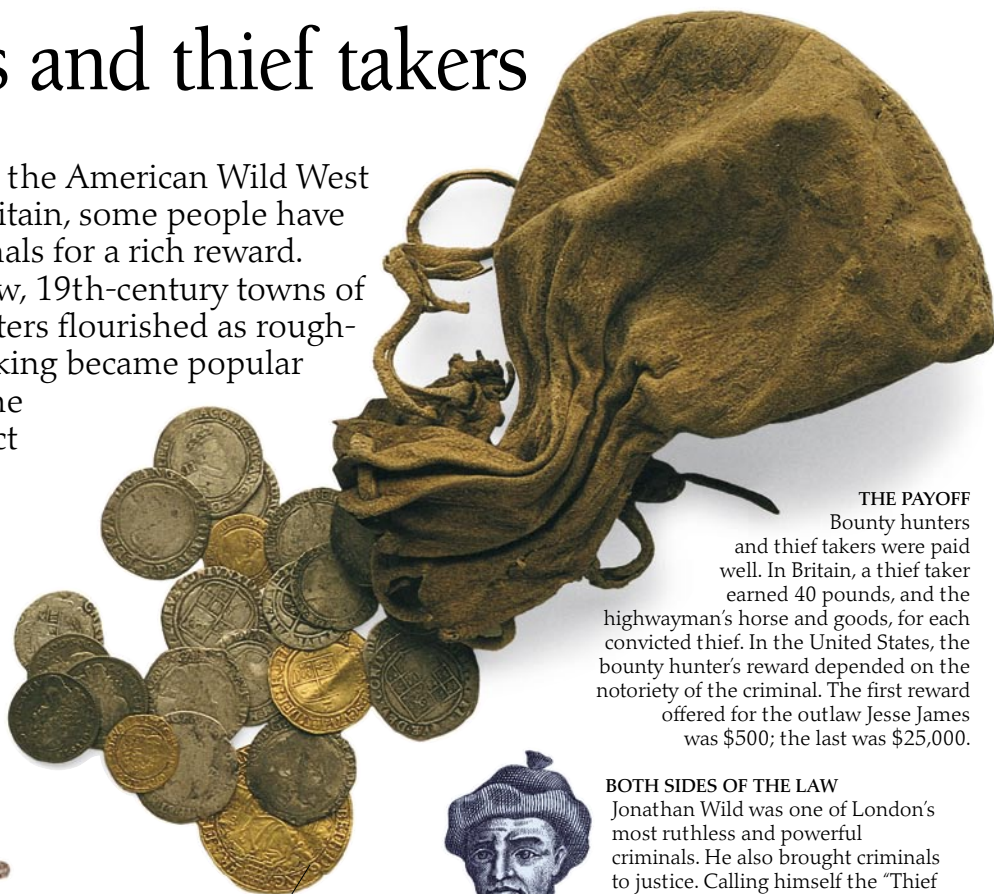 s and thief takers
the American Wild West
itain, some people have
nals for a rich reward.
w, 19th-century towns of
ters flourished as rough-
king became popular
ne
ct
THE PAYOFF
Bounty hunters
and thief takers were paid
well. In Britain, a thief taker
earned 40 pounds, and the
highwayman's horse and goods, for each
convicted thief. In the United States, the
bounty hunter's reward depended on the
notoriety of the criminal. The first reward
offered for the outlaw Jesse James
was $500; the last was $25,000.
BOTH SIDES OF THE LAW
Jonathan Wild was one of London's
most ruthless and powerful
criminals. He also brought criminals
to justice. Calling himself the “Thief